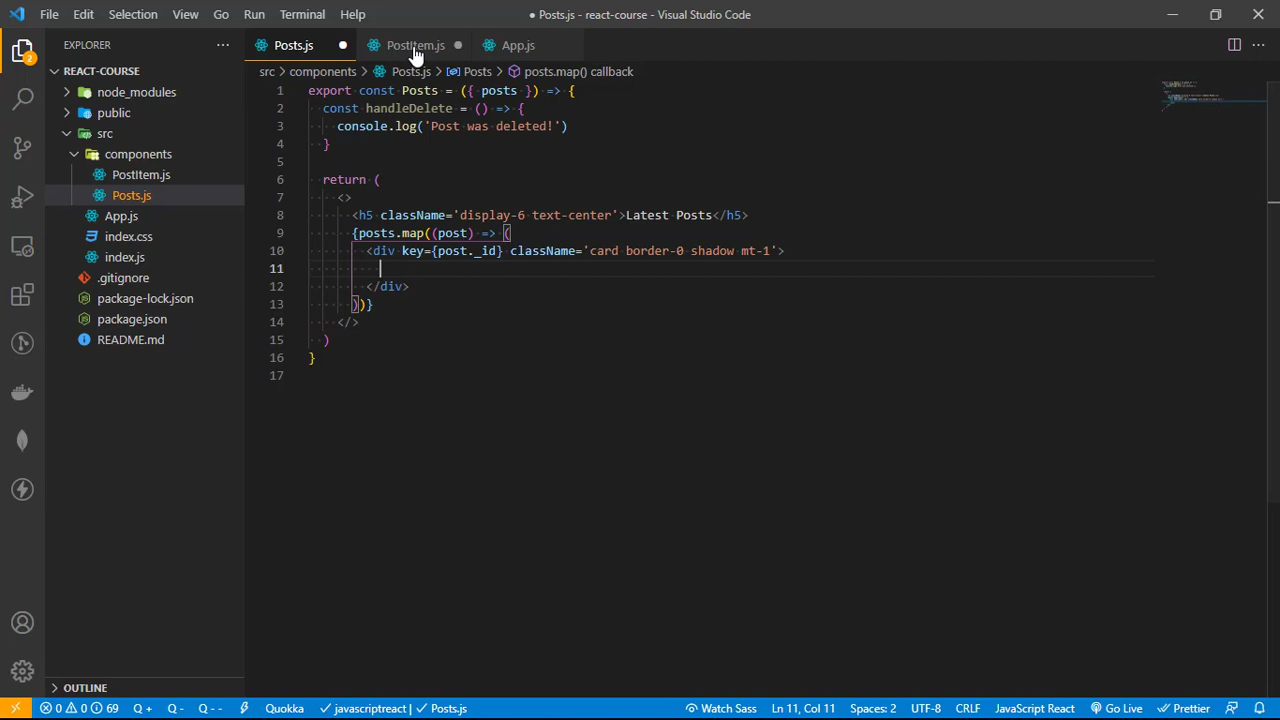 File Edit Selection View Go Run Terminal Help
● Posts.js - react-course - Visual Studio Code
EXPLORER
Posts.js PostItem.js App.js
REACT-COURSE
src > components > Posts.js > Posts > posts.map() callback
node_modules
public
src
components
PostItem.js
Posts.js
App.js
index.css
index.js
.gitignore
package-lock.json
package.json
README.md
OUTLINE
2
1 export const Posts = ({ posts }) => {
2 const handleDelete = () => {
3 console.log('Post was deleted!')
4 }
5
6 return (
7 <>
8 <h5 className='display-6 text-center'>Latest Posts</h5>
9 {posts.map((post) => (
10 <div key={post._id} className='card border-0 shadow mt-1'>
11
12 </div>
13 ))}
14 </>
15 )
16 }
17
0 0 69 Q + Q - Q - - Quokka javascriptreact | ✓ Posts.js Watch Sass Ln 11, Col 11 Spaces: 2 UTF-8 CRLF JavaScript React Go Live Prettier